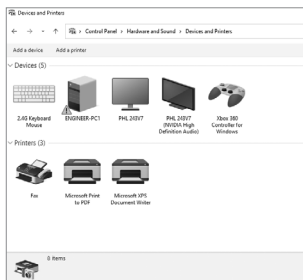 Devices and Printers
Control Panel > Hardware and Sound > Devices and Printers
Add a device Add a printer
Devices (5)
2.4G Keyboard Mouse
ENGINEER-PC1
PHL 243V7
PHL 243V7 (NVIDIA High Definition Audio)
Xbox 360 Controller for Windows
Printers (3)
Fax
Microsoft Print to PDF
Microsoft XPS Document Writer
8 items